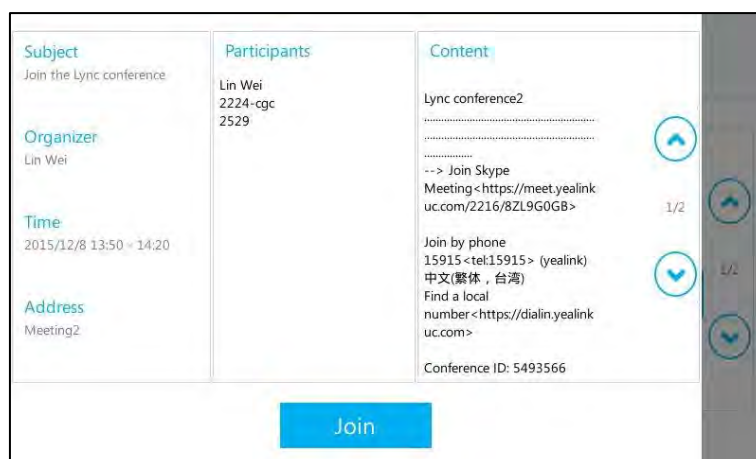 Subject
Join the Lync conference
Organizer
Lin Wei
Time
2015/12/8 13:50 - 14:20
Address
Meeting2
Participants
Lin Wei
2224-cgc
2529
Content
Lync conference2
.............................................................
.............................................................
.................
--> Join Skype
Meeting<https://meet.yealink
uc.com/2216/8ZL9G0GB>
Join by phone
15915<tel:15915> (yealink)
中文(繁体，台湾)
Find a local
number<https://dialin.yealink
uc.com>
Conference ID: 5493566
1/2
1/2
Join